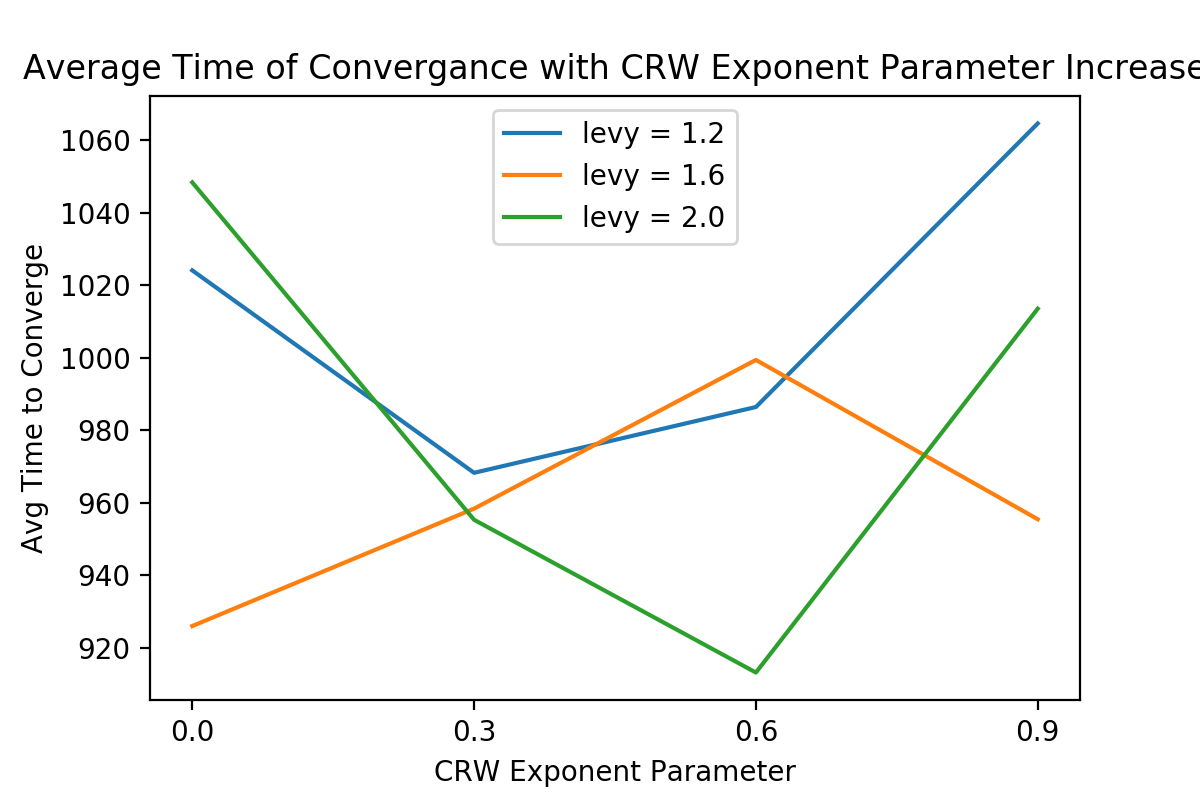 Average Time of Convergance with CRW Exponent Parameter Increase
levy = 1.2
levy = 1.6
levy = 2.0
Avg Time to Converge
1060
1040
1020
1000
980
960
940
920
0.0 0.3 0.6 0.9
CRW Exponent Parameter